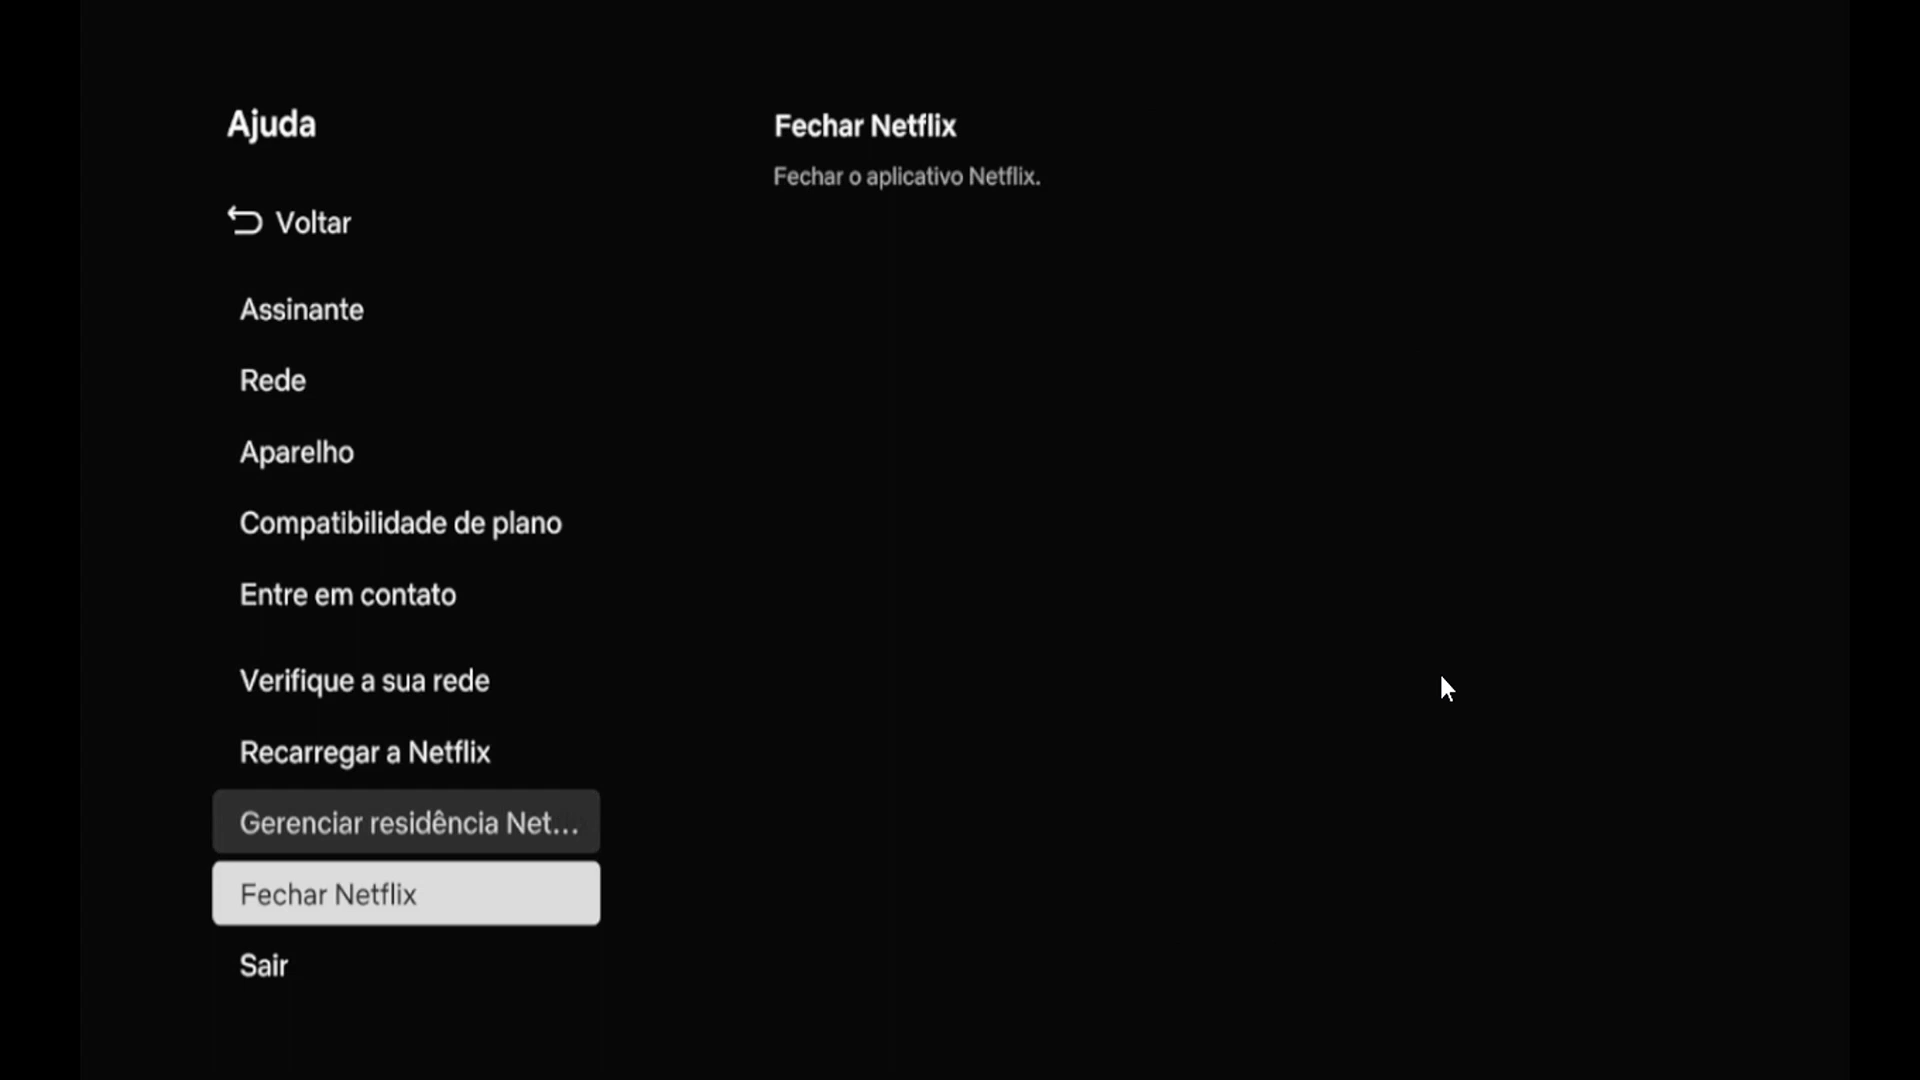 Ajuda
Voltar
Assinante
Rede
Aparelho
Compatibilidade de plano
Entre em contato
Verifique a sua rede
Recarregar a Netflix
Gerenciar residência Net...
Fechar Netflix
Sair
Fechar Netflix
Fechar o aplicativo Netflix.